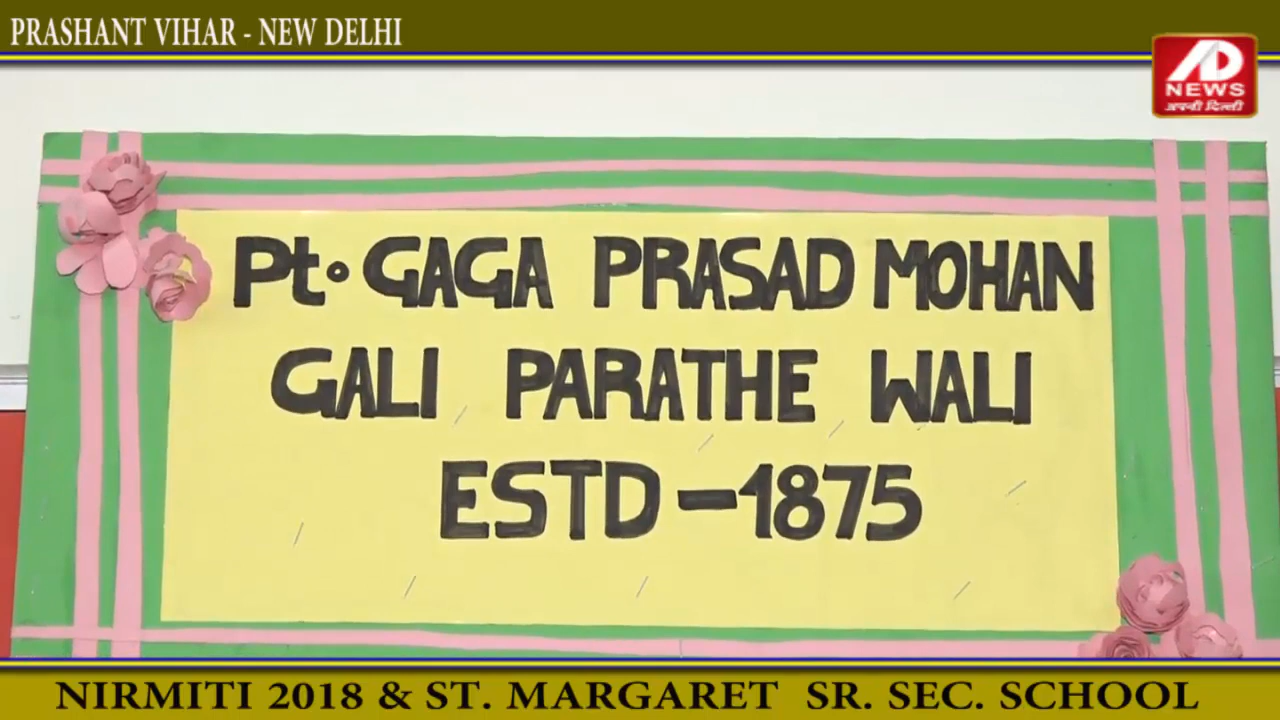 PRASHANT VIHAR - NEW DELHI
AD
NEWS
अपनी दिल्ली
Pt. GAGA PRASAD MOHAN
GALI PARATHE WALI
ESTD - 1875
NIRMITI 2018 & ST. MARGARET SR. SEC. SCHOOL